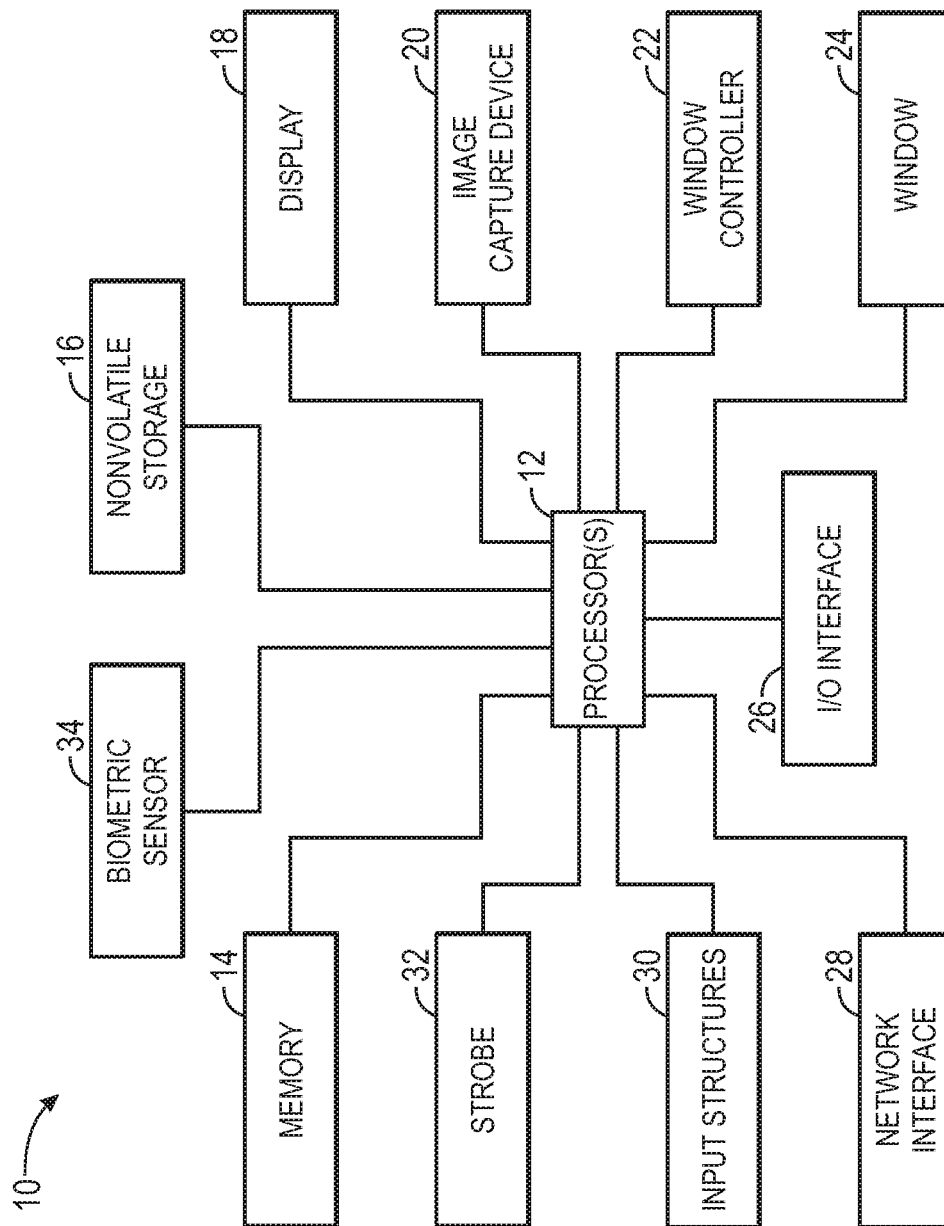 10
34
BIOMETRIC
SENSOR
16
NONVOLATILE
STORAGE
14
MEMORY
18
DISPLAY
32
STROBE
20
IMAGE
CAPTURE DEVICE
12
PROCESSOR(S)
30
INPUT STRUCTURES
22
WINDOW
CONTROLLER
26
I/O INTERFACE
28
NETWORK
INTERFACE
24
WINDOW